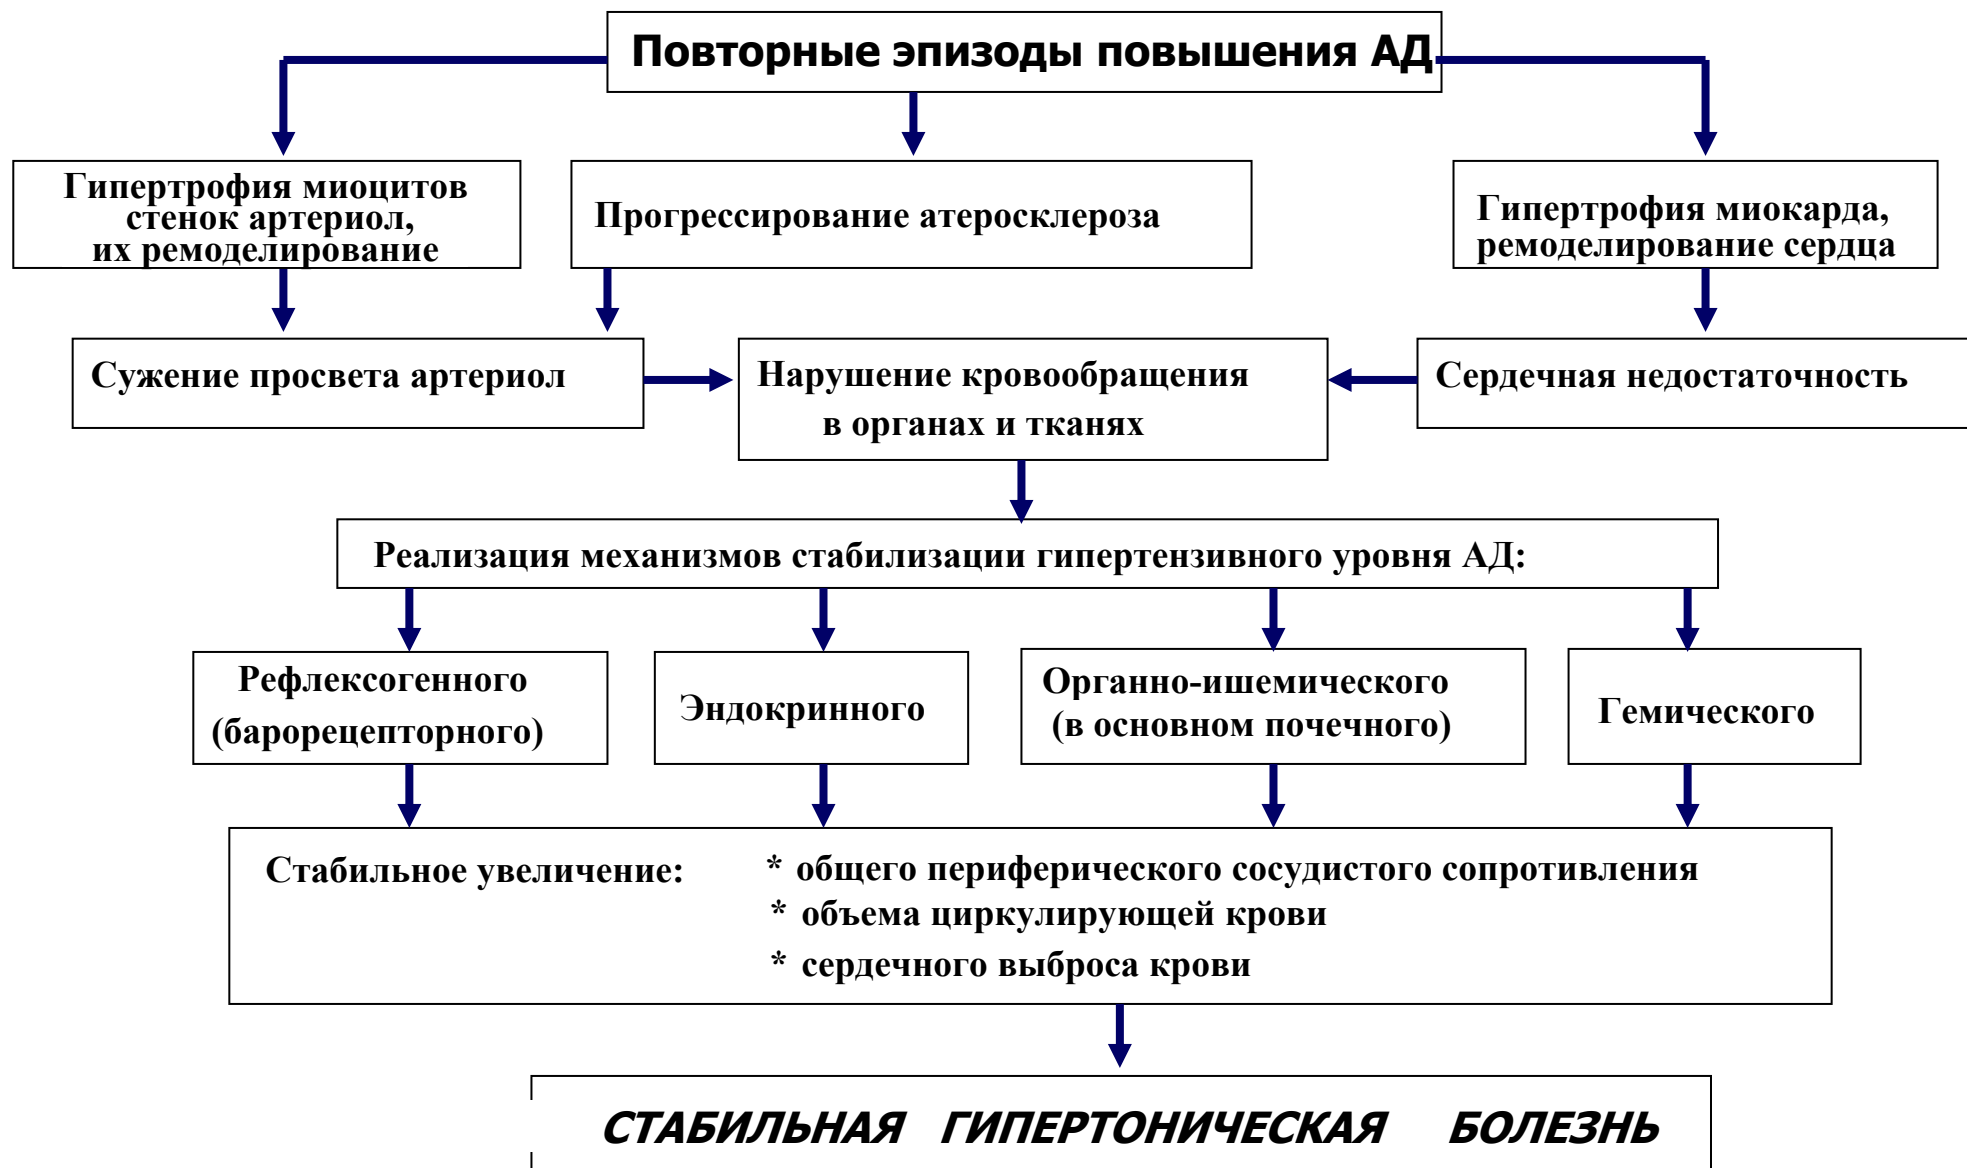 Повторные эпизоды повышения АД
Гипертрофия миоцитов
стенок артериол,
их ремоделирование
Прогрессирование атеросклероза
Гипертрофия миокарда,
ремоделирование сердца
Сужение просвета артериол
Нарушение кровообращения
в органах и тканях
Сердечная недостаточность
Реализация механизмов стабилизации гипертензивного уровня АД:
Рефлексогенного
(барорецепторного)
Эндокринного
Органно-ишемического
(в основном почечного)
Гемического
Стабильное увеличение: * общего периферического сосудистого сопротивления
* объема циркулирующей крови
* сердечного выброса крови
СТАБИЛЬНАЯ ГИПЕРТОНИЧЕСКАЯ БОЛЕЗНЬ